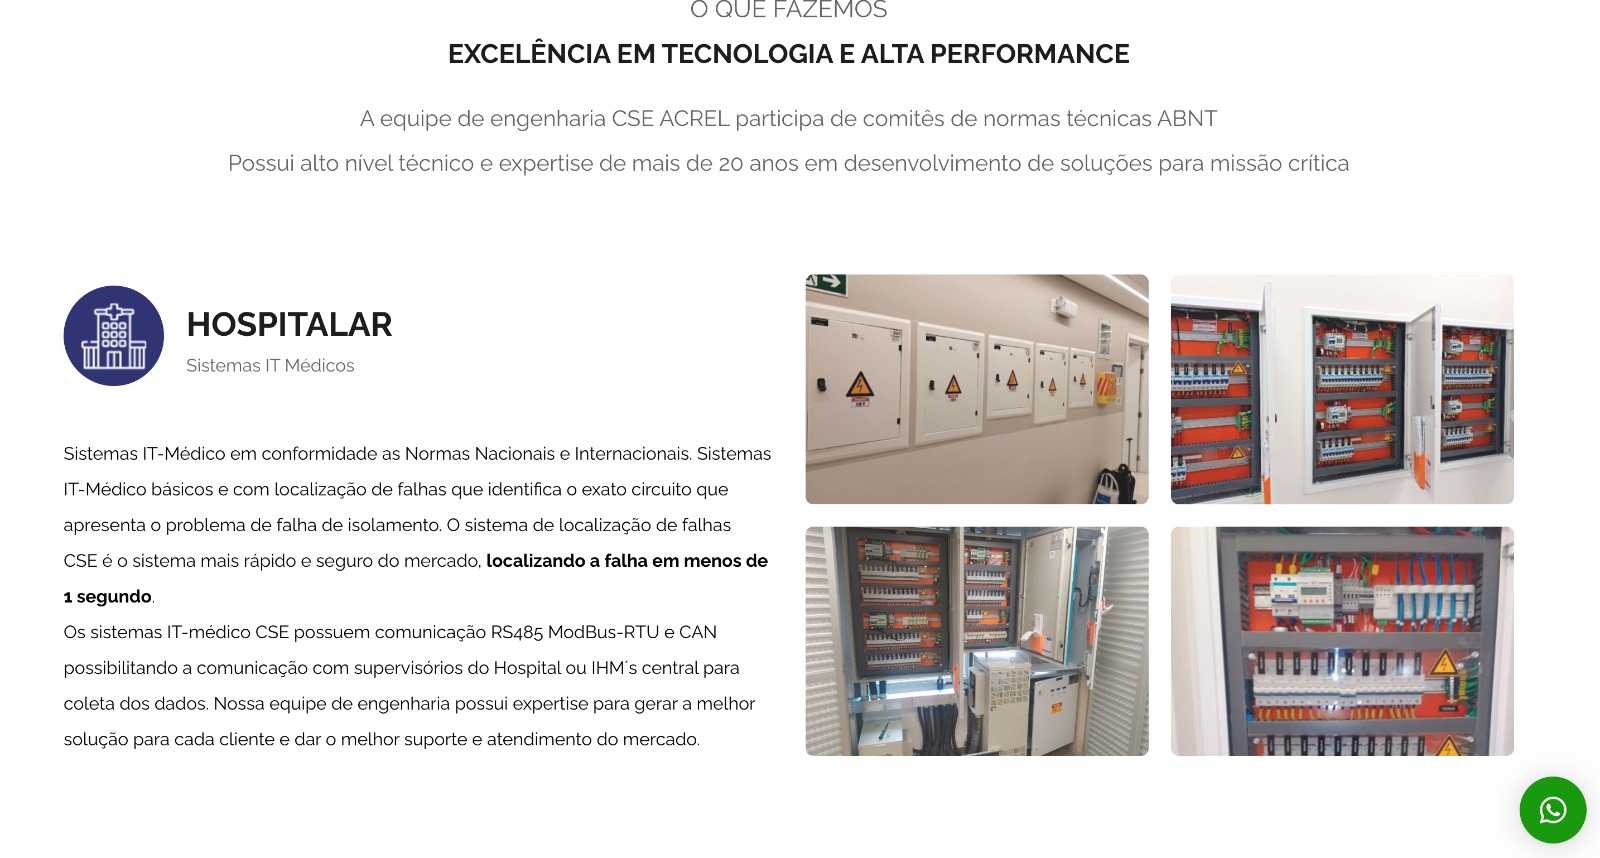 O QUE FAZEMOS
EXCELÊNCIA EM TECNOLOGIA E ALTA PERFORMANCE
A equipe de engenharia CSE ACREL participa de comitês de normas técnicas ABNT
Possui alto nível técnico e expertise de mais de 20 anos em desenvolvimento de soluções para missão crítica
HOSPITALAR
Sistemas IT Médicos
Sistemas IT-Médico em conformidade as Normas Nacionais e Internacionais. Sistemas
IT-Médico básicos e com localização de falhas que identifica o exato circuito que
apresenta o problema de falha de isolamento. O sistema de localização de falhas
CSE é o sistema mais rápido e seguro do mercado, localizando a falha em menos de
1 segundo.
Os sistemas IT-médico CSE possuem comunicação RS485 ModBus-RTU e CAN
possibilitando a comunicação com supervisórios do Hospital ou IHM´s central para
coleta dos dados. Nossa equipe de engenharia possui expertise para gerar a melhor
solução para cada cliente e dar o melhor suporte e atendimento do mercado.